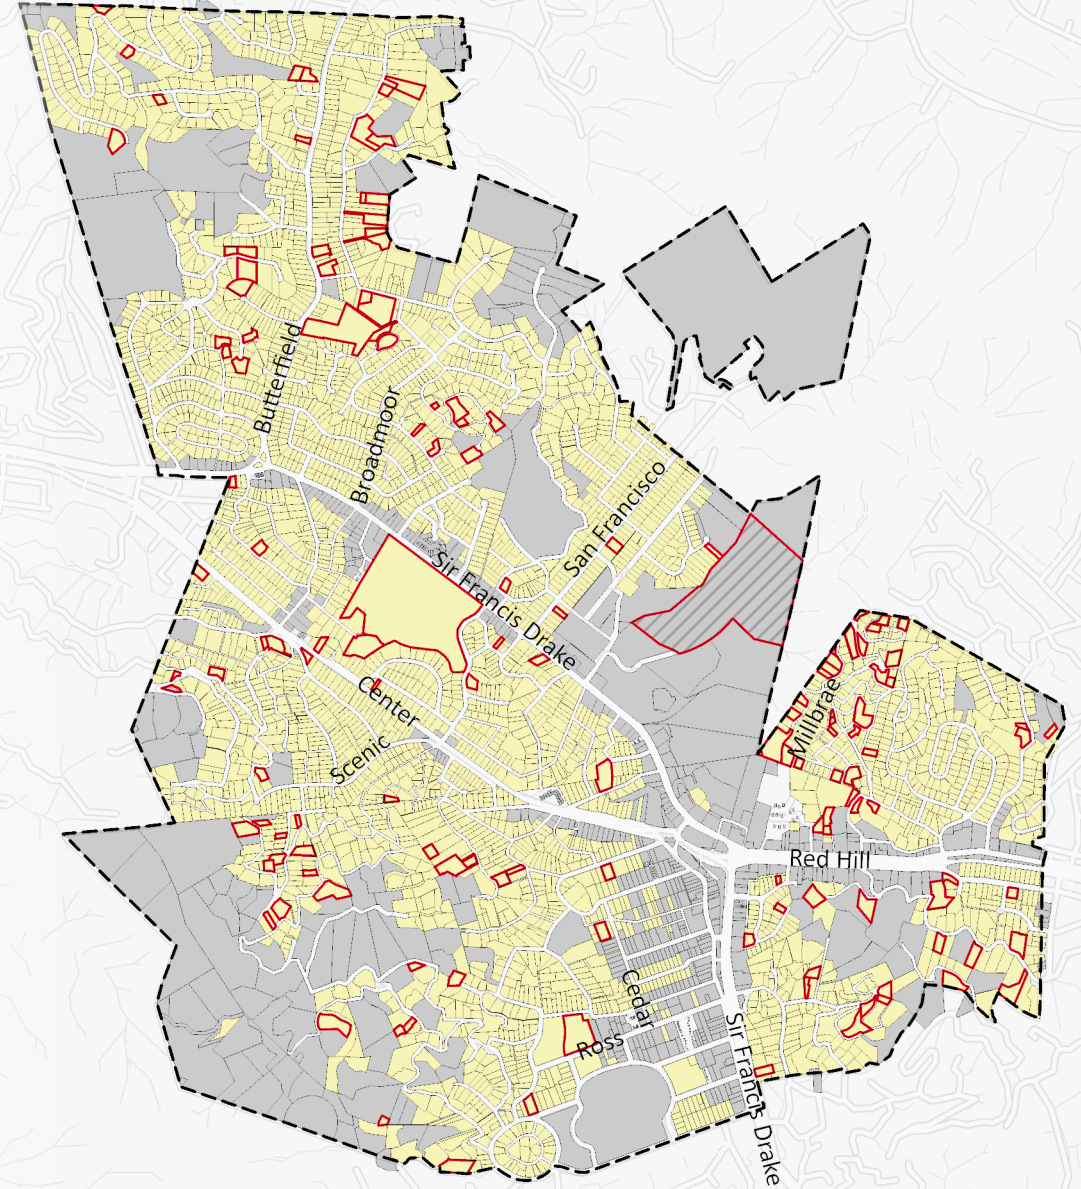 Butterfield
Broadmoor
San Francisco
Sir Francis Drake
Center
Scenic
Millbrae
Red Hill
Cedar
Ross
Sir Francis Drake